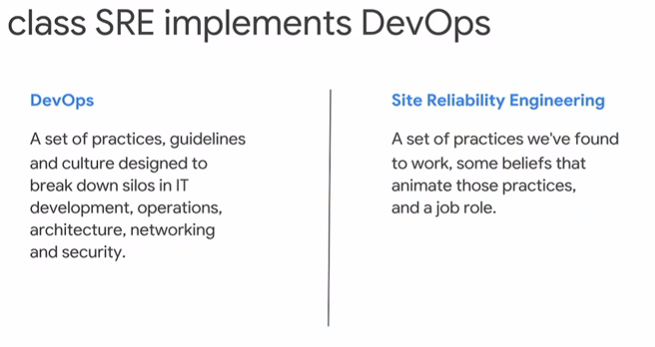 class SRE implements DevOps
DevOps
A set of practices, guidelines
and culture designed to
break down silos in IT
development, operations,
architecture, networking
and security.
Site Reliability Engineering
A set of practices we've found
to work, some beliefs that
animate those practices,
and a job role.